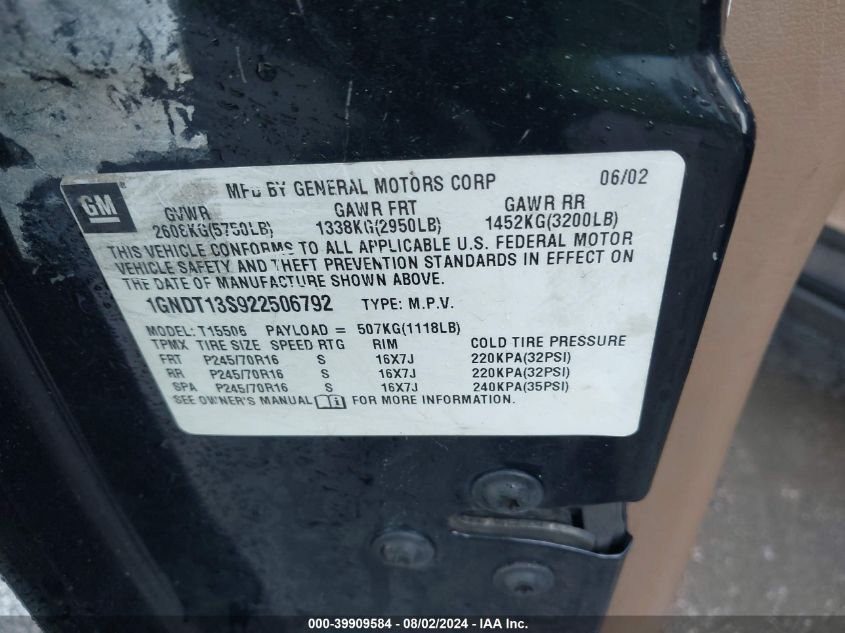 GM
MFD BY GENERAL MOTORS CORP 06/02
GVWR GAWR FRT GAWR RR
2608KG(5750LB) 1338KG(2950LB) 1452KG(3200LB)
THIS VEHICLE CONFORMS TO ALL APPLICABLE U.S. FEDERAL MOTOR
VEHICLE SAFETY AND THEFT PREVENTION STANDARDS IN EFFECT ON
THE DATE OF MANUFACTURE SHOWN ABOVE.
1GNDT13S922506792 TYPE: M.P.V.
MODEL: T15506 PAYLOAD = 507KG(1118LB)
TPMX TIRE SIZE SPEED RTG RIM COLD TIRE PRESSURE
FRT P245/70R16 S 16X7J 220KPA(32PSI)
RR P245/70R16 S 16X7J 220KPA(32PSI)
SPA P245/70R16 S 16X7J 240KPA(35PSI)
SEE OWNER'S MANUAL FOR MORE INFORMATION.
000-39909584 - 08/02/2024 - IAA Inc.